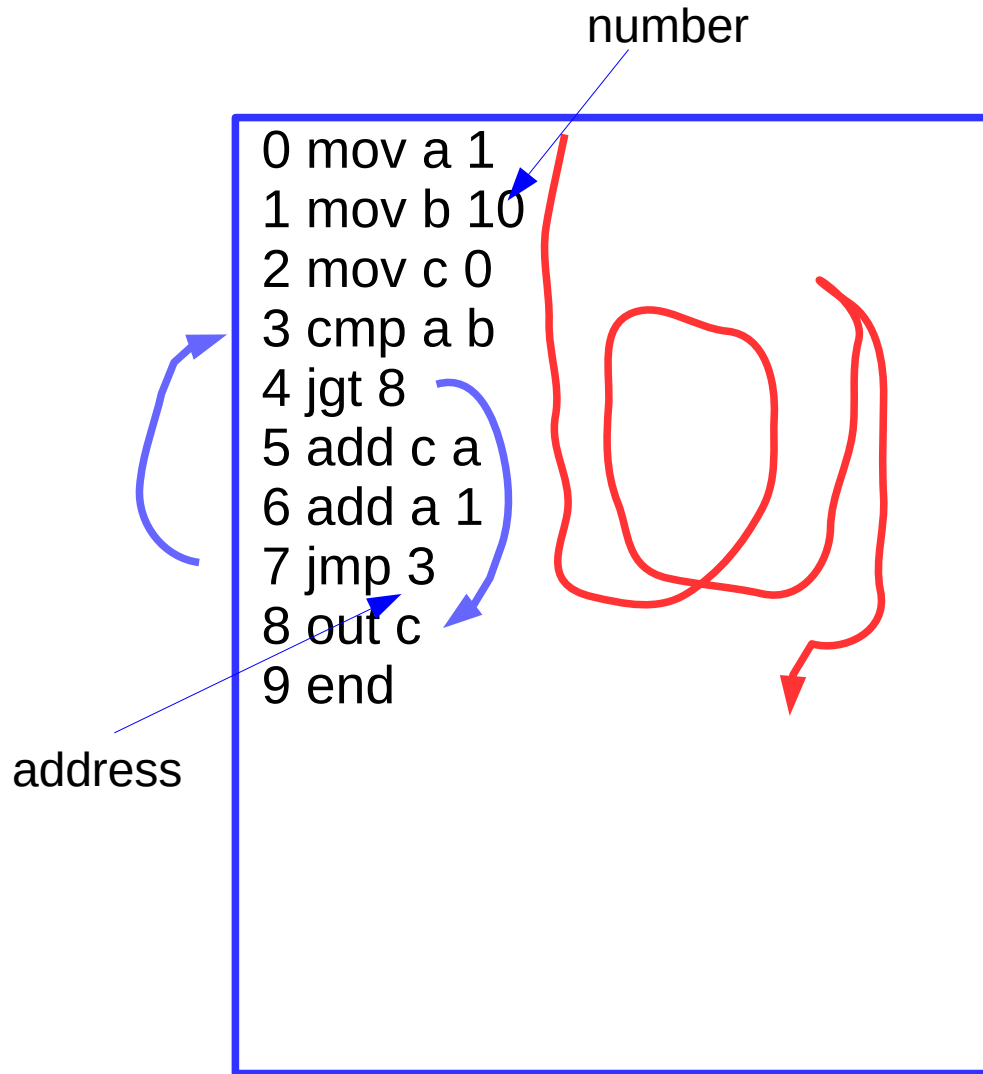 number
0 mov a 1
1 mov b 10
2 mov c 0
3 cmp a b
4 jgt 8
5 add c a
6 add a 1
7 jmp 3
8 out c
9 end
address